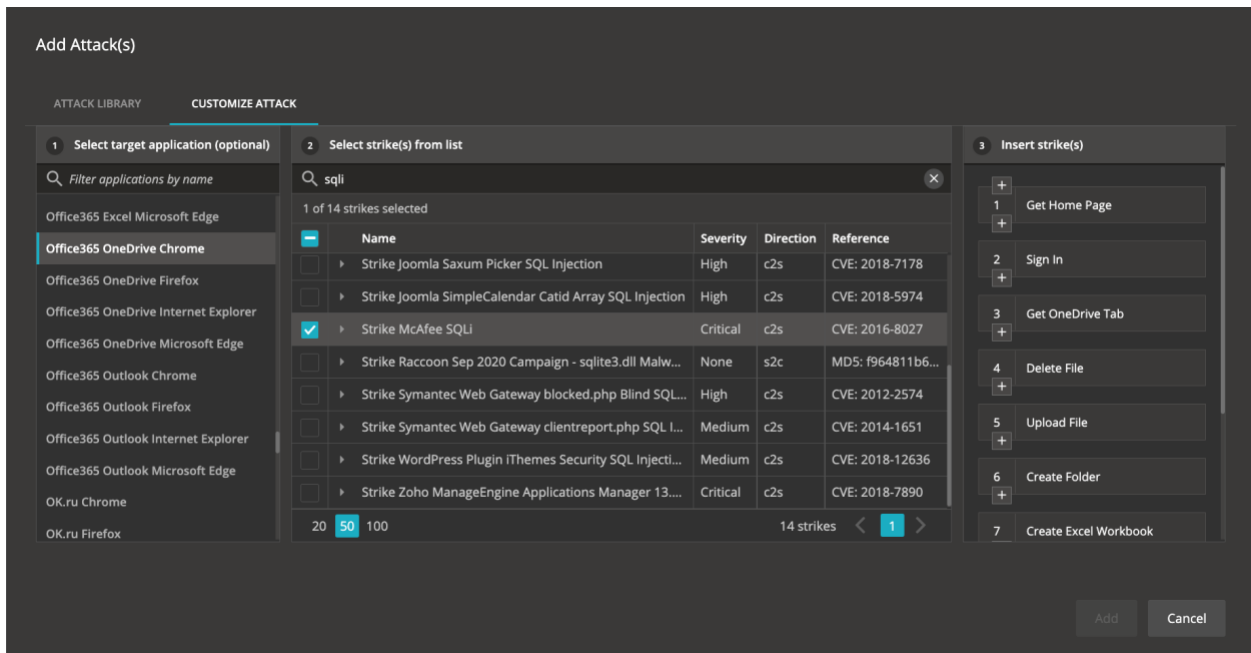 Add Attack(s)
ATTACK LIBRARY CUSTOMIZE ATTACK
1 Select target application (optional)
Filter applications by name
Office365 Excel Microsoft Edge
Office365 OneDrive Chrome
Office365 OneDrive Firefox
Office365 OneDrive Internet Explorer
Office365 OneDrive Microsoft Edge
Office365 Outlook Chrome
Office365 Outlook Firefox
Office365 Outlook Internet Explorer
Office365 Outlook Microsoft Edge
OK.ru Chrome
OK.ru Firefox
2 Select strike(s) from list
sqli
1 of 14 strikes selected
Name Severity Direction Reference
Strike Joomla Saxum Picker SQL Injection High c2s CVE: 2018-7178
Strike Joomla SimpleCalendar Catid Array SQL Injection High c2s CVE: 2018-5974
Strike McAfee SQLi Critical c2s CVE: 2016-8027
Strike Raccoon Sep 2020 Campaign - sqlite3.dll Malw... None s2c MD5: f964811b6...
Strike Symantec Web Gateway blocked.php Blind SQL... High c2s CVE: 2012-2574
Strike Symantec Web Gateway clientreport.php SQL I... Medium c2s CVE: 2014-1651
Strike WordPress Plugin iThemes Security SQL Injecti... Medium c2s CVE: 2018-12636
Strike Zoho ManageEngine Applications Manager 13.... Critical c2s CVE: 2018-7890
20 50 100 14 strikes 1
3 Insert strike(s)
1 Get Home Page
2 Sign In
3 Get OneDrive Tab
4 Delete File
5 Upload File
6 Create Folder
7 Create Excel Workbook
Add Cancel